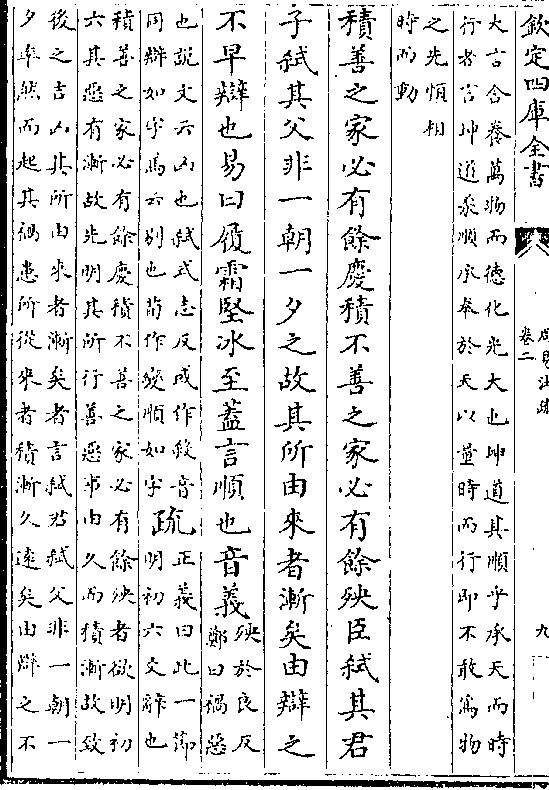 欽定四庫全書
周易注疏
卷二
九
大言含養萬物而德化光大也坤道其順乎承天而時
行者言坤道柔順承奉於天以量時而行即不敢為物
之先順相
時而動
積善之家必有餘慶積不善之家必有餘殃臣弑其君
子弑其父非一朝一夕之故其所由來者漸矣由辯之
不早辯也易曰履霜堅冰至蓋言順也音義
殃於良反
鄭曰禍惡
也說文云凶也弑式志反或作殺音
同辯如字馬云別也荀作變順如字
疏
正義曰此一節
明初六爻辭也
積善之家必有餘慶積不善之家必有餘殃者欲明初
六其惡有漸故先明其所行善惡事由久而積漸故致
後之吉凶其所由來者漸矣者言弑君弑父非一朝一
夕率然而起其禍患所從來者積漸久遠矣由辯之不